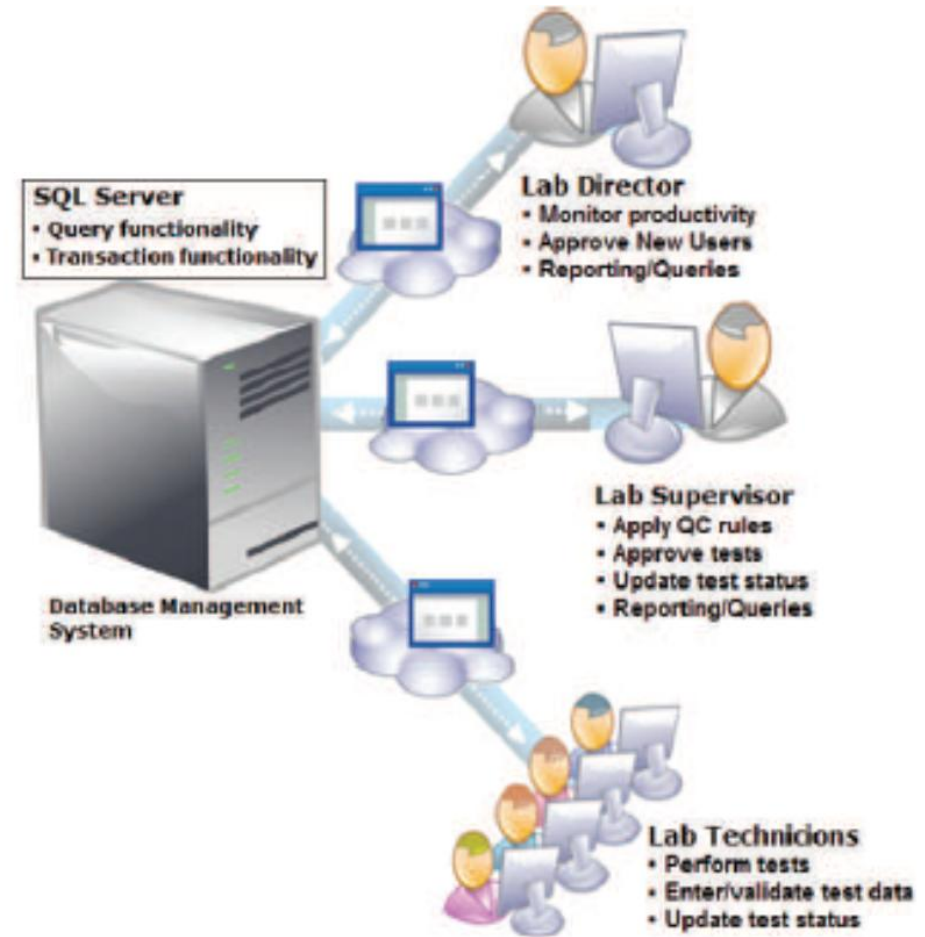 SQL Server
• Query functionality
• Transaction functionality
Database Management
System
Lab Director
• Monitor productivity
• Approve New Users
• Reporting/Queries
Lab Supervisor
• Apply QC rules
• Approve tests
• Update test status
• Reporting/Queries
Lab Technicions
• Perform tests
• Enter/validate test data
• Update test status